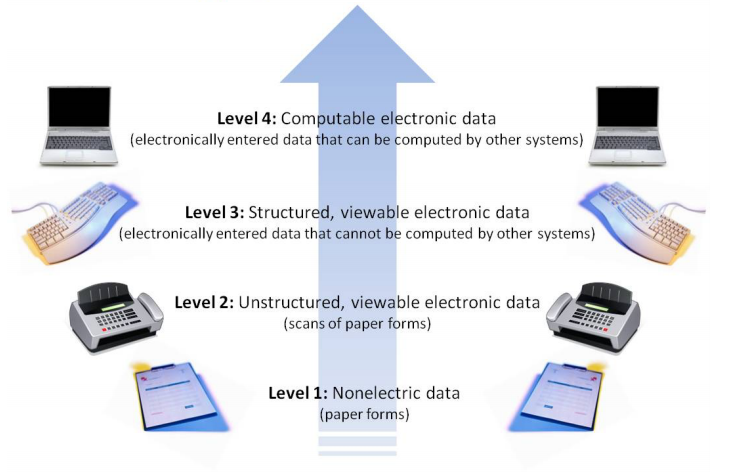 Level 4: Computable electronic data
(electronically entered data that can be computed by other systems)
Level 3: Structured, viewable electronic data
(electronically entered data that cannot be computed by other systems)
Level 2: Unstructured, viewable electronic data
(scans of paper forms)
Level 1: Nonelectric data
(paper forms)